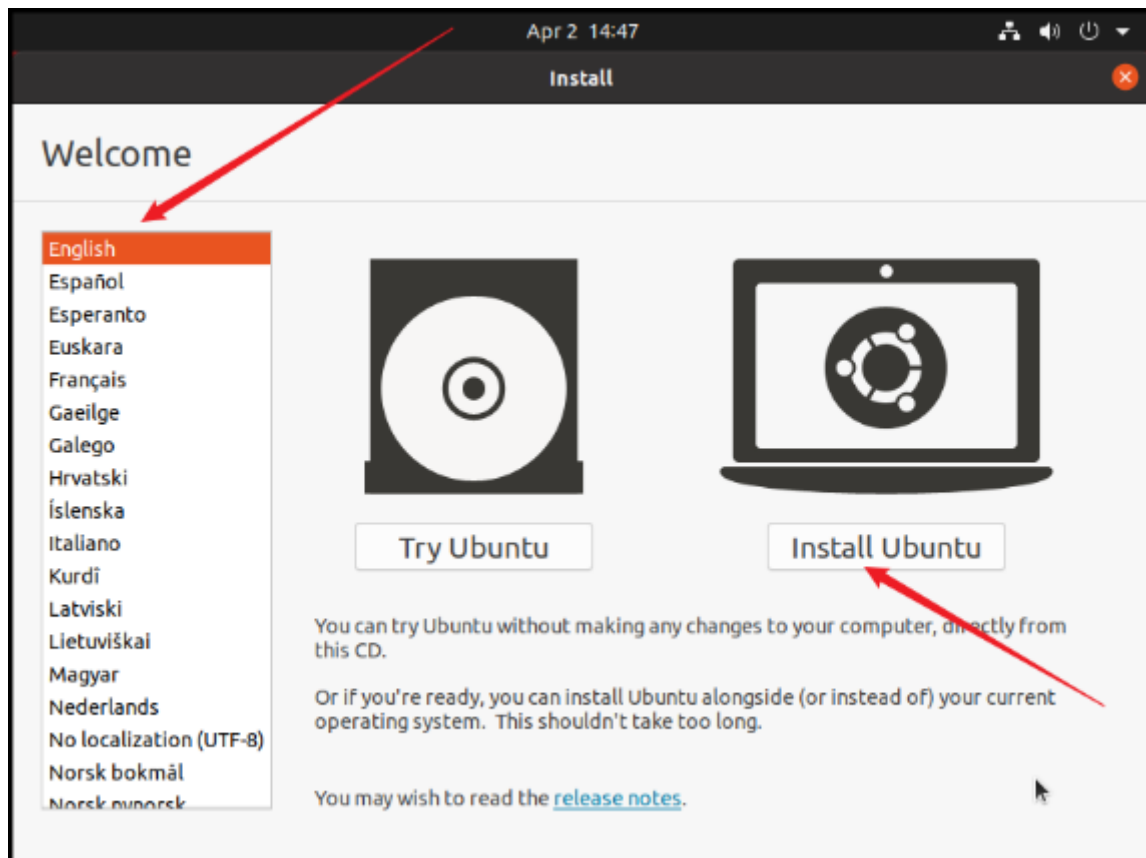 Apr 2 14:47
Install
Welcome
English
Español
Esperanto
Euskara
Français
Gaeilge
Galego
Hrvatski
Íslenska
Italiano
Kurdî
Latviski
Lietuviškai
Magyar
Nederlands
No localization (UTF-8)
Norsk bokmål
Norsk nynorsk
Try Ubuntu
Install Ubuntu
You can try Ubuntu without making any changes to your computer, directly from
this CD.
Or if you're ready, you can install Ubuntu alongside (or instead of) your current
operating system. This shouldn't take too long.
You may wish to read the release notes.